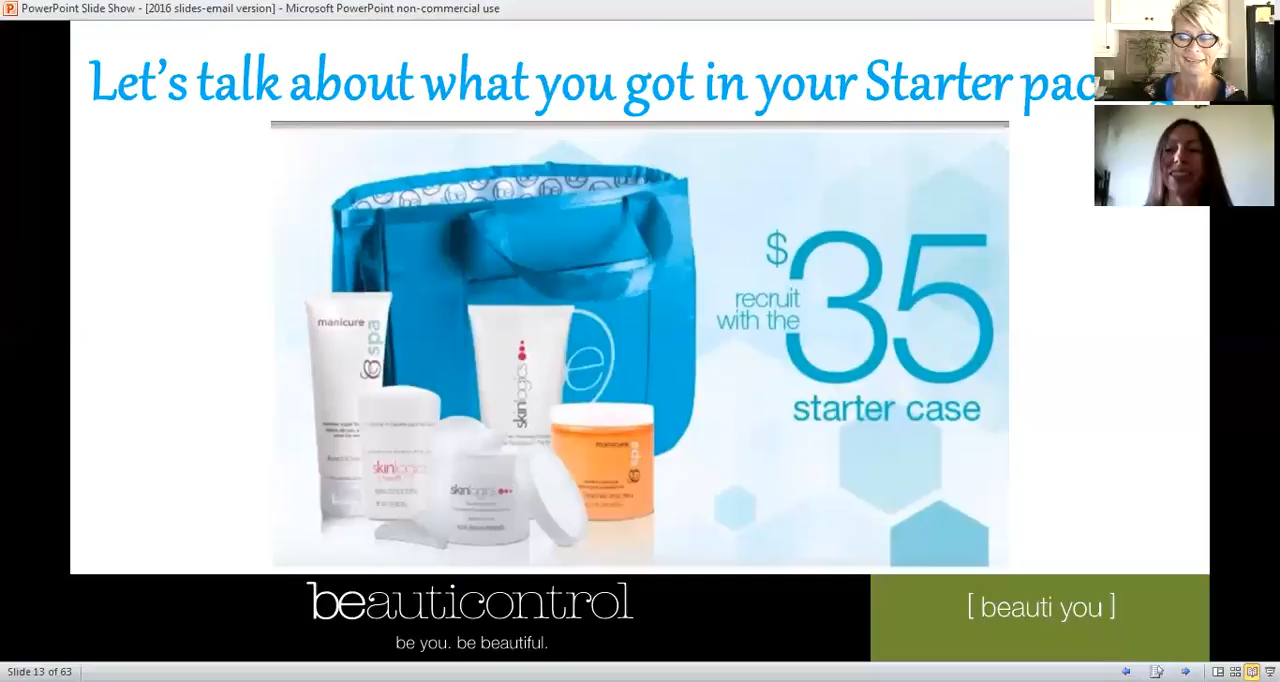 PowerPoint Slide Show - [2016 slides-email version] - Microsoft PowerPoint non-commercial use
Let's talk about what you got in your Starter pac
$35
recruit
with the
starter case
be
manicure
spa
skinlogics
manicure
spa
skinlogics
skinlogics
e
beauticontrol
be you. be beautiful.
[ beauti you ]
Slide 13 of 63